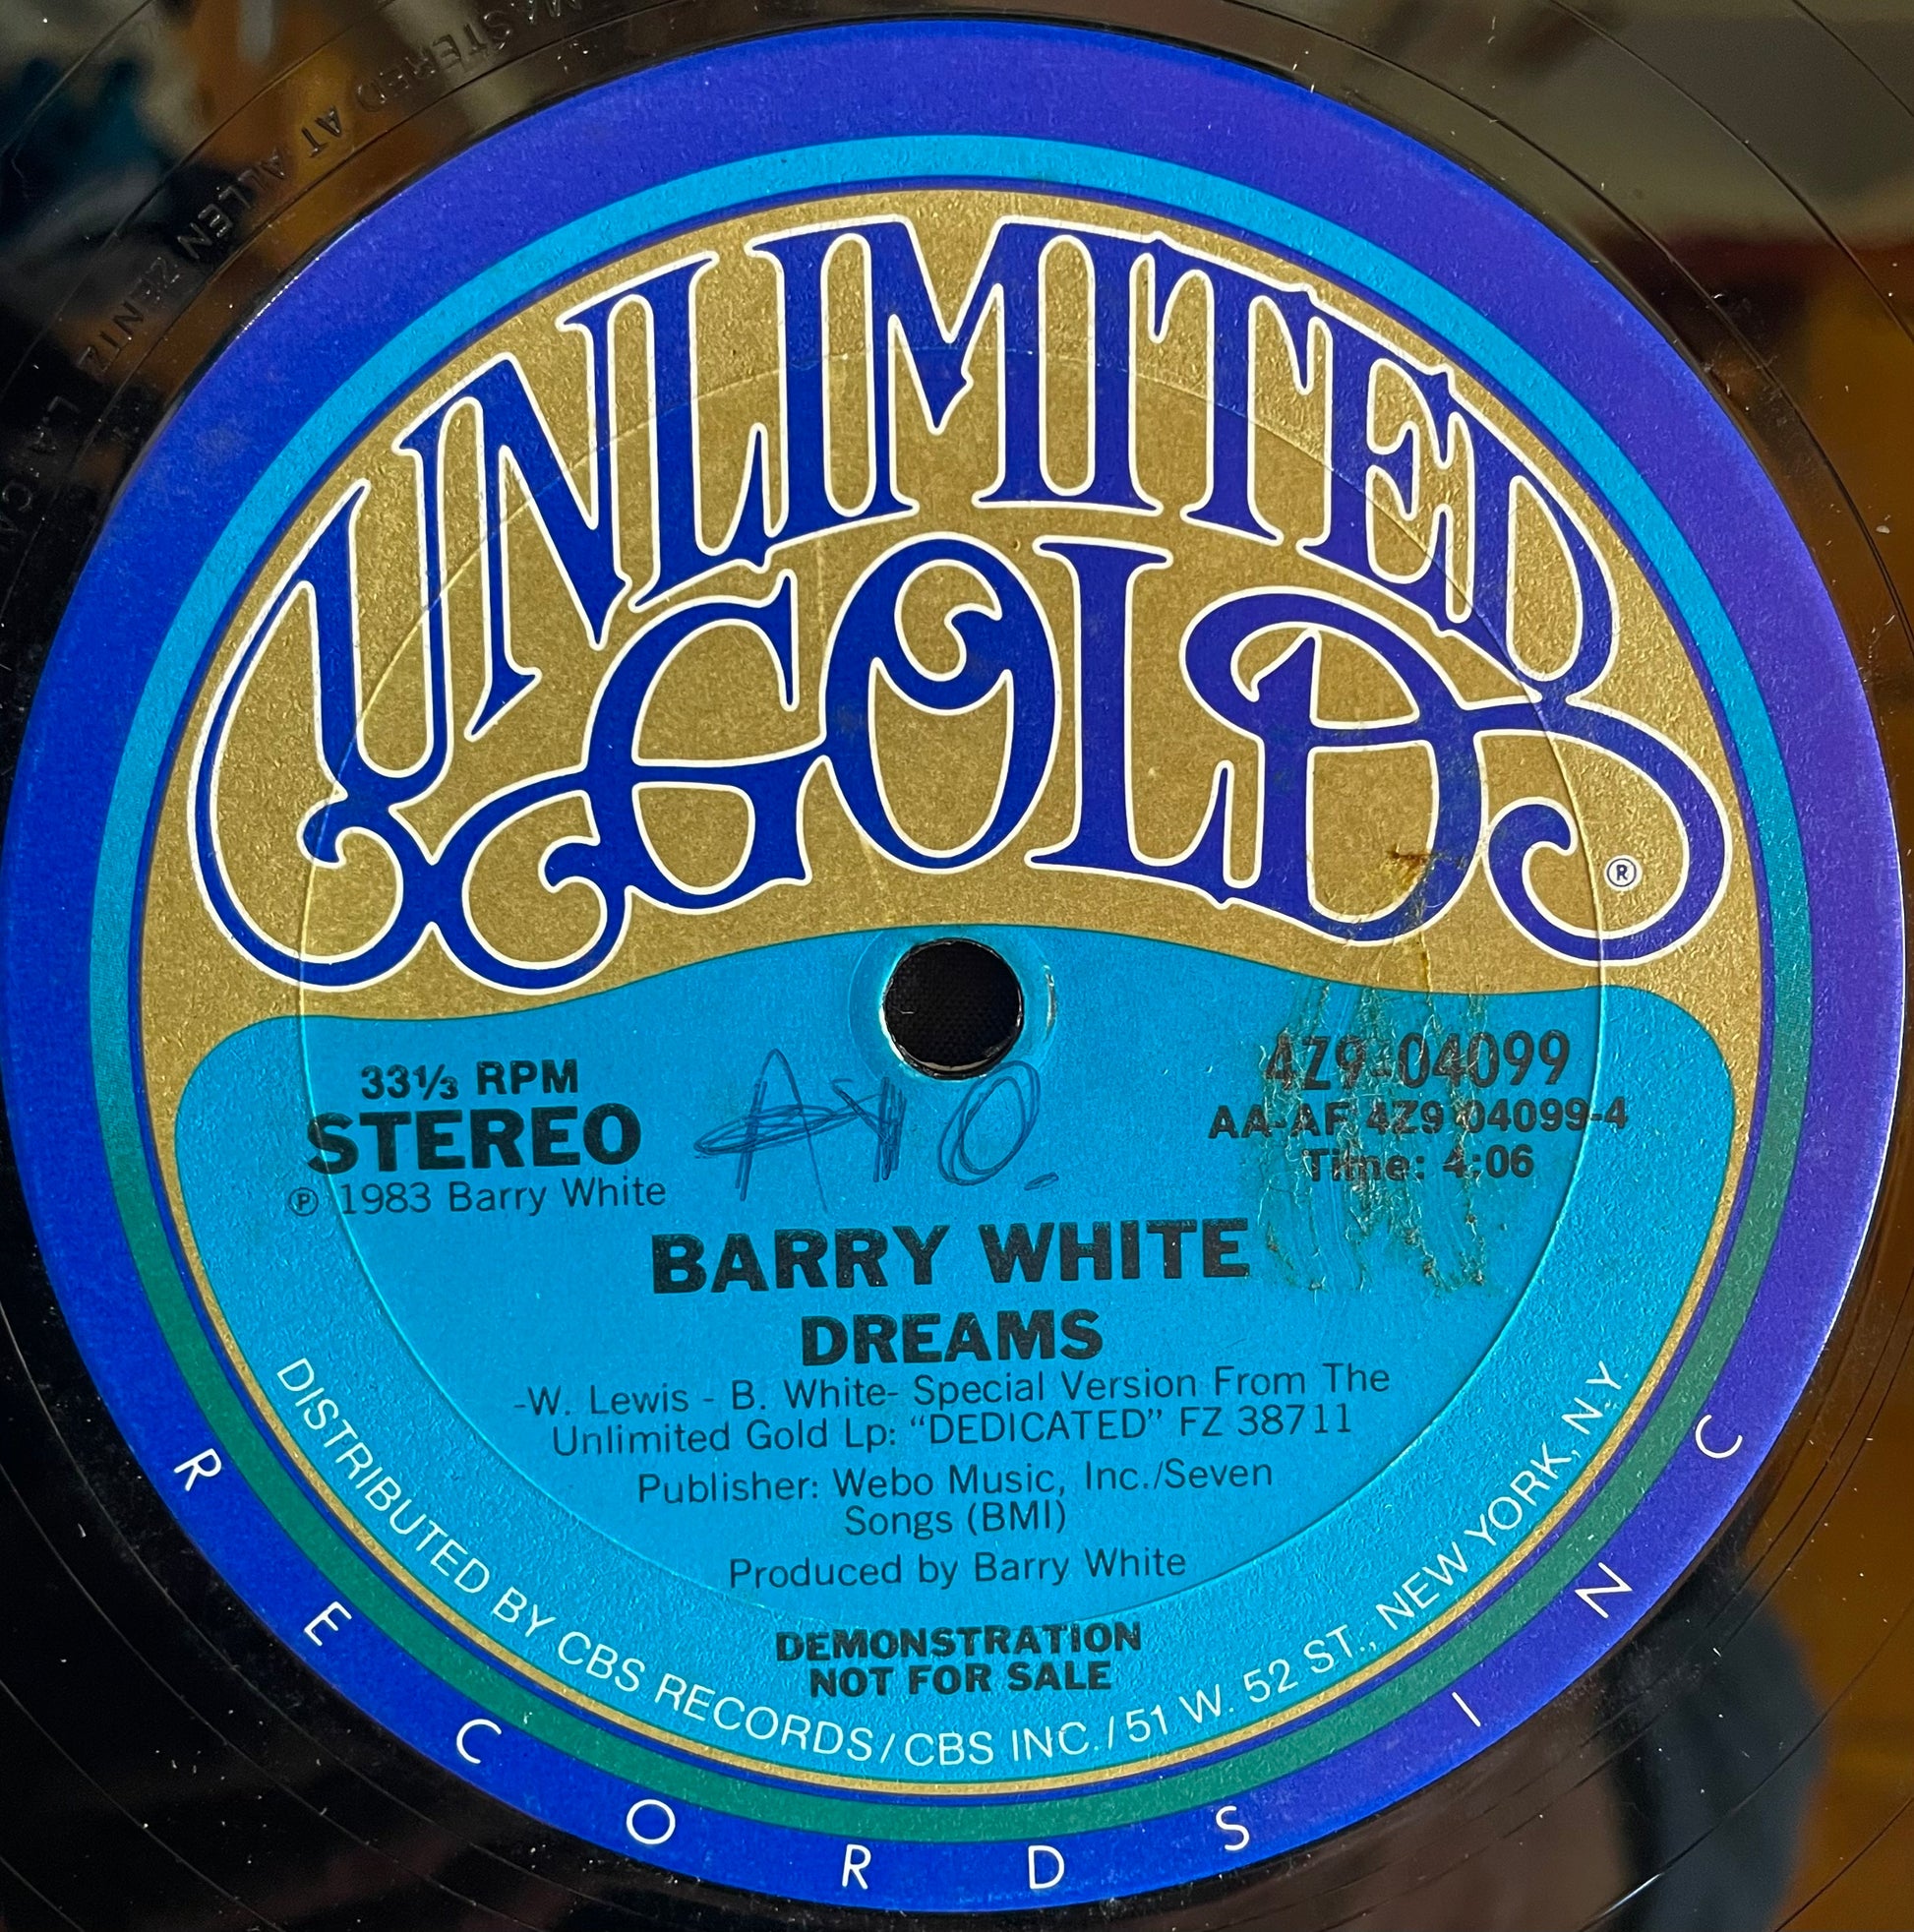 MASTERED AT ALLEN ZENTZ L.A. CA
UNLIMITED
GOLD
®
33⅓ RPM
STEREO
℗ 1983 Barry White
AYO.
4Z9-04099
AA-AF 4Z9 04099-4
Time: 4:06
BARRY WHITE
DREAMS
-W. Lewis - B. White- Special Version From The
Unlimited Gold Lp: “DEDICATED” FZ 38711
Publisher: Webo Music, Inc./Seven
Songs (BMI)
Produced by Barry White
DEMONSTRATION
NOT FOR SALE
DISTRIBUTED BY CBS RECORDS/CBS INC./51 W. 52 ST., NEW YORK, N.Y.
RECORDS INC